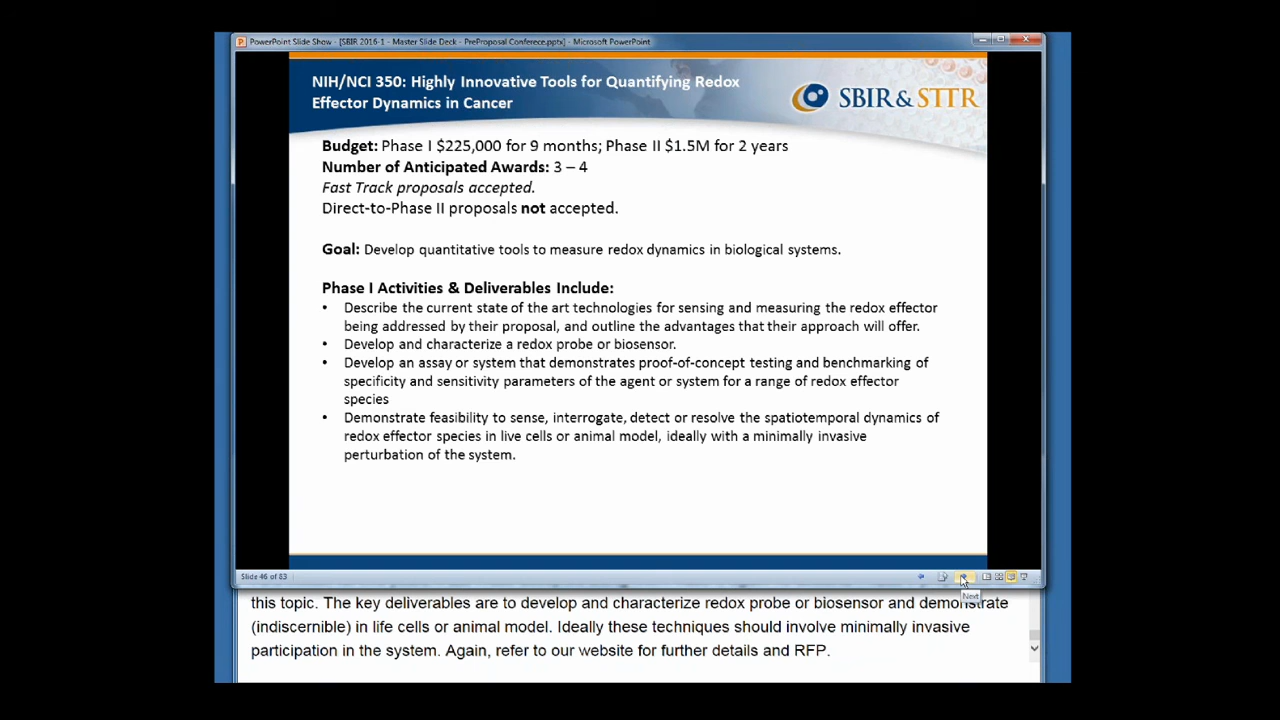 PowerPoint Slide Show - [SBIR 2016-1 - Master Slide Deck - PreProposal Conferece.pptx] - Microsoft PowerPoint
NIH/NCI 350: Highly Innovative Tools for Quantifying Redox
Effector Dynamics in Cancer
SBIR & STTR
Budget: Phase I $225,000 for 9 months; Phase II $1.5M for 2 years
Number of Anticipated Awards: 3 – 4
Fast Track proposals accepted.
Direct-to-Phase II proposals not accepted.
Goal: Develop quantitative tools to measure redox dynamics in biological systems.
Phase I Activities & Deliverables Include:
• Describe the current state of the art technologies for sensing and measuring the redox effector
being addressed by their proposal, and outline the advantages that their approach will offer.
• Develop and characterize a redox probe or biosensor.
• Develop an assay or system that demonstrates proof-of-concept testing and benchmarking of
specificity and sensitivity parameters of the agent or system for a range of redox effector
species
• Demonstrate feasibility to sense, interrogate, detect or resolve the spatiotemporal dynamics of
redox effector species in live cells or animal model, ideally with a minimally invasive
perturbation of the system.
Slide 46 of 83
Next
this topic. The key deliverables are to develop and characterize redox probe or biosensor and demonstrate
(indiscernible) in life cells or animal model. Ideally these techniques should involve minimally invasive
participation in the system. Again, refer to our website for further details and RFP.